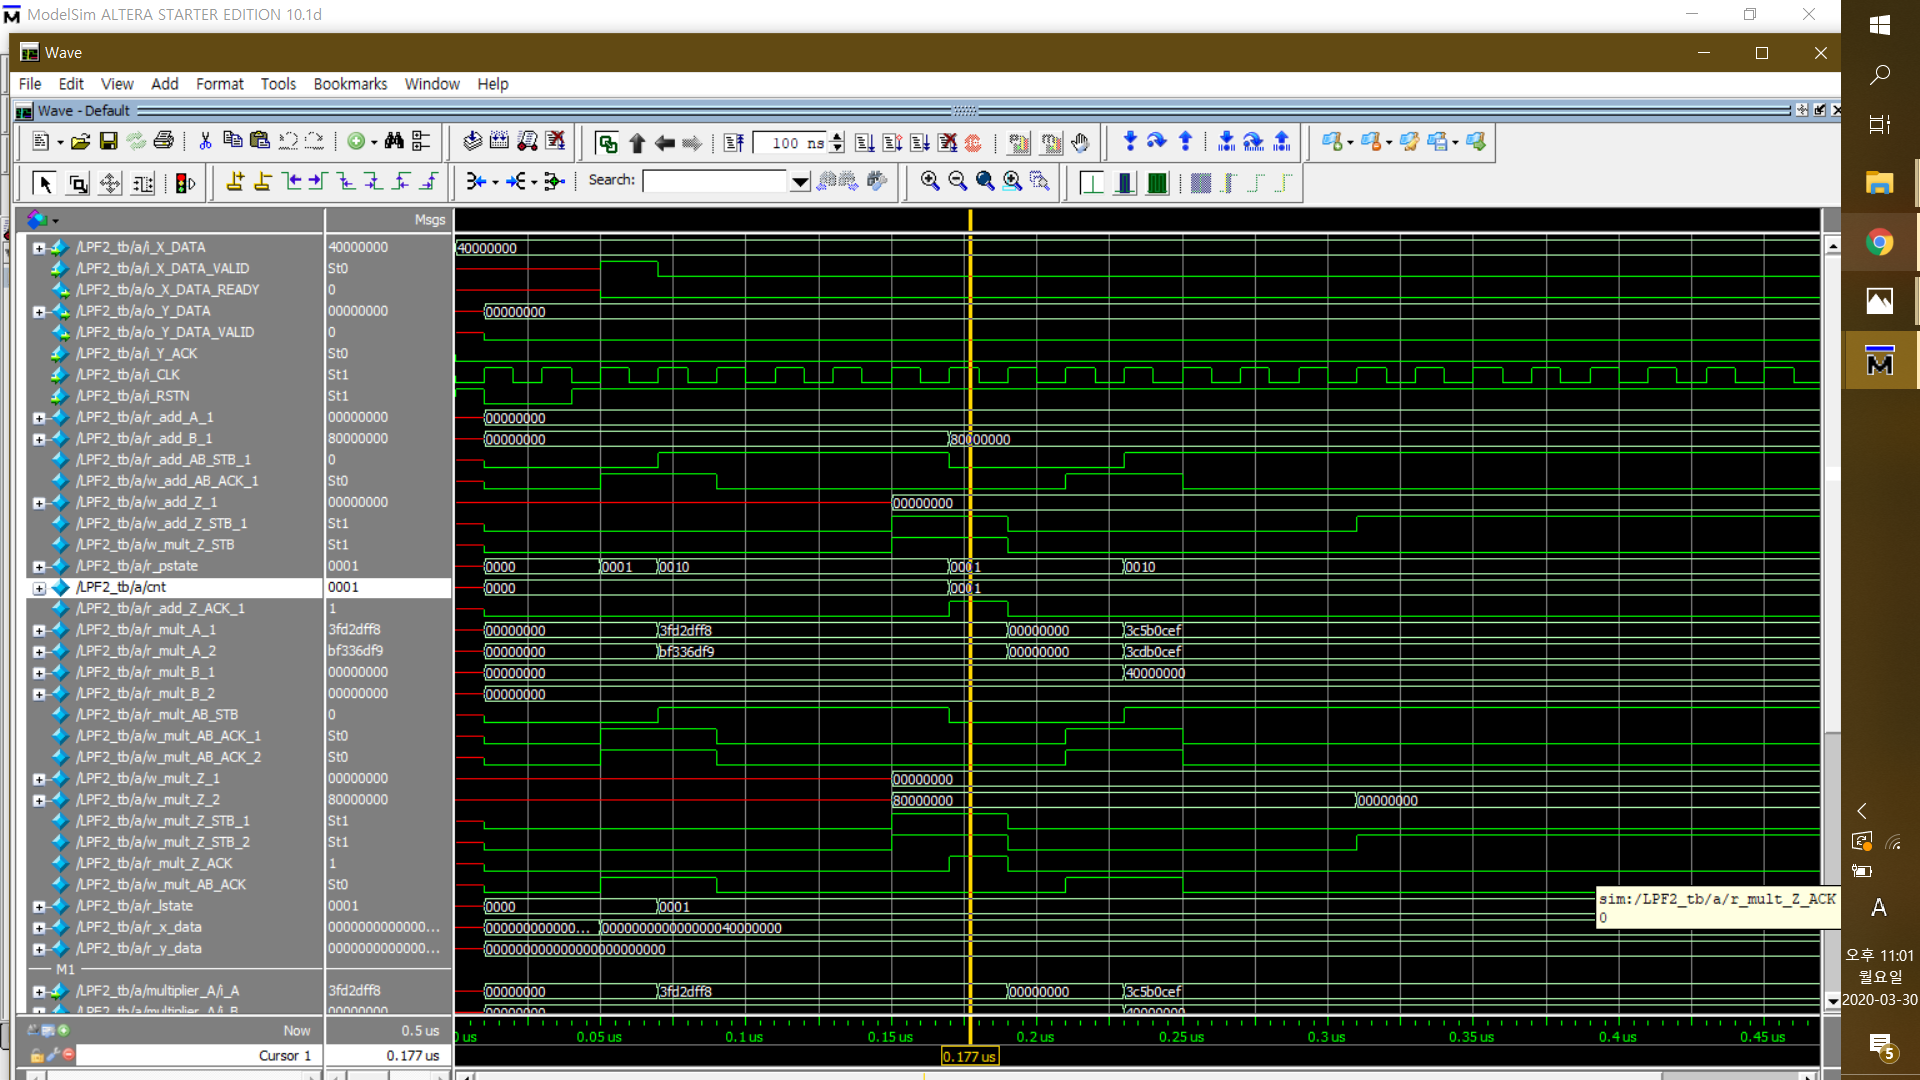 ModelSim ALTERA STARTER EDITION 10.1d
Wave
File Edit View Add Format Tools Bookmarks Window Help
Wave - Default
100 ns
Search:
Msgs
/LPF2_tb/a/i_X_DATA 40000000 40000000
/LPF2_tb/a/i_X_DATA_VALID St0
/LPF2_tb/a/o_X_DATA_READY 0
/LPF2_tb/a/o_Y_DATA 00000000 00000000
/LPF2_tb/a/o_Y_DATA_VALID 0
/LPF2_tb/a/i_Y_ACK St0
/LPF2_tb/a/i_CLK St1
/LPF2_tb/a/i_RSTN St1
/LPF2_tb/a/r_add_A_1 00000000 00000000
/LPF2_tb/a/r_add_B_1 80000000 00000000 80000000
/LPF2_tb/a/r_add_AB_STB_1 0
/LPF2_tb/a/w_add_AB_ACK_1 St0
/LPF2_tb/a/w_add_Z_1 00000000 00000000
/LPF2_tb/a/w_add_Z_STB_1 St1
/LPF2_tb/a/w_mult_Z_STB St1
/LPF2_tb/a/r_pstate 0001 0000 0001 0010 0001 0010
/LPF2_tb/a/cnt 0001 0000 0001
/LPF2_tb/a/r_add_Z_ACK_1 1
/LPF2_tb/a/r_mult_A_1 3fd2dff8 00000000 3fd2dff8 00000000 3c5b0cef
/LPF2_tb/a/r_mult_A_2 bf336df9 00000000 bf336df9 00000000 3cdb0cef
/LPF2_tb/a/r_mult_B_1 00000000 00000000 40000000
/LPF2_tb/a/r_mult_B_2 00000000 00000000
/LPF2_tb/a/r_mult_AB_STB 0
/LPF2_tb/a/w_mult_AB_ACK_1 St0
/LPF2_tb/a/w_mult_AB_ACK_2 St0
/LPF2_tb/a/w_mult_Z_1 00000000 00000000
/LPF2_tb/a/w_mult_Z_2 80000000 80000000 00000000
/LPF2_tb/a/w_mult_Z_STB_1 St1
/LPF2_tb/a/w_mult_Z_STB_2 St1
/LPF2_tb/a/r_mult_Z_ACK 1
/LPF2_tb/a/w_mult_AB_ACK St0
/LPF2_tb/a/r_lstate 0001 0000 0001
/LPF2_tb/a/r_x_data 0000000000000... 000000000000... 000000000000000040000000
/LPF2_tb/a/r_y_data 0000000000000... 000000000000000000000000
M1
/LPF2_tb/a/multiplier_A/i_A 3fd2dff8 00000000 3fd2dff8 00000000 3c5b0cef
/LPF2_tb/a/multiplier_A/i_B 00000000 00000000 40000000
sim:/LPF2_tb/a/r_mult_Z_ACK
0
Now 0.5 us
us 0.05 us 0.1 us 0.15 us 0.2 us 0.25 us 0.3 us 0.35 us 0.4 us 0.45 us
Cursor 1 0.177 us 0.177 us
A
오후 11:01
월요일
2020-03-30
5